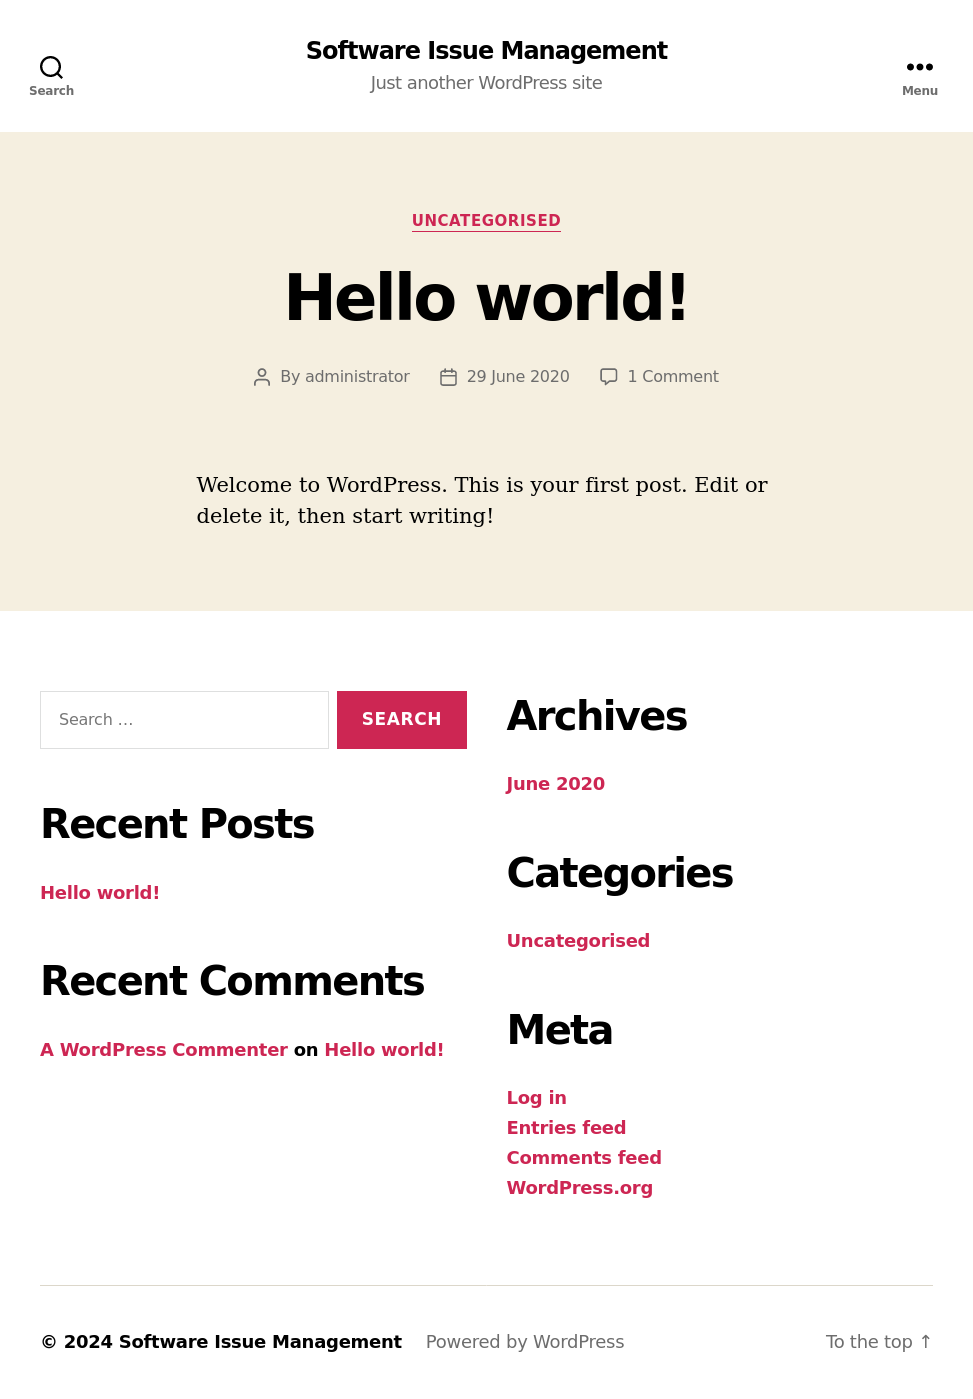 Software Issue Management
Just another WordPress site
Search
Menu
UNCATEGORISED
Hello world!
By administrator
29 June 2020
1 Comment
Welcome to WordPress. This is your first post. Edit or
delete it, then start writing!
Search …
SEARCH
Recent Posts
Hello world!
Recent Comments
A WordPress Commenter on Hello world!
Archives
June 2020
Categories
Uncategorised
Meta
Log in
Entries feed
Comments feed
WordPress.org
© 2024 Software Issue Management
Powered by WordPress
To the top ↑